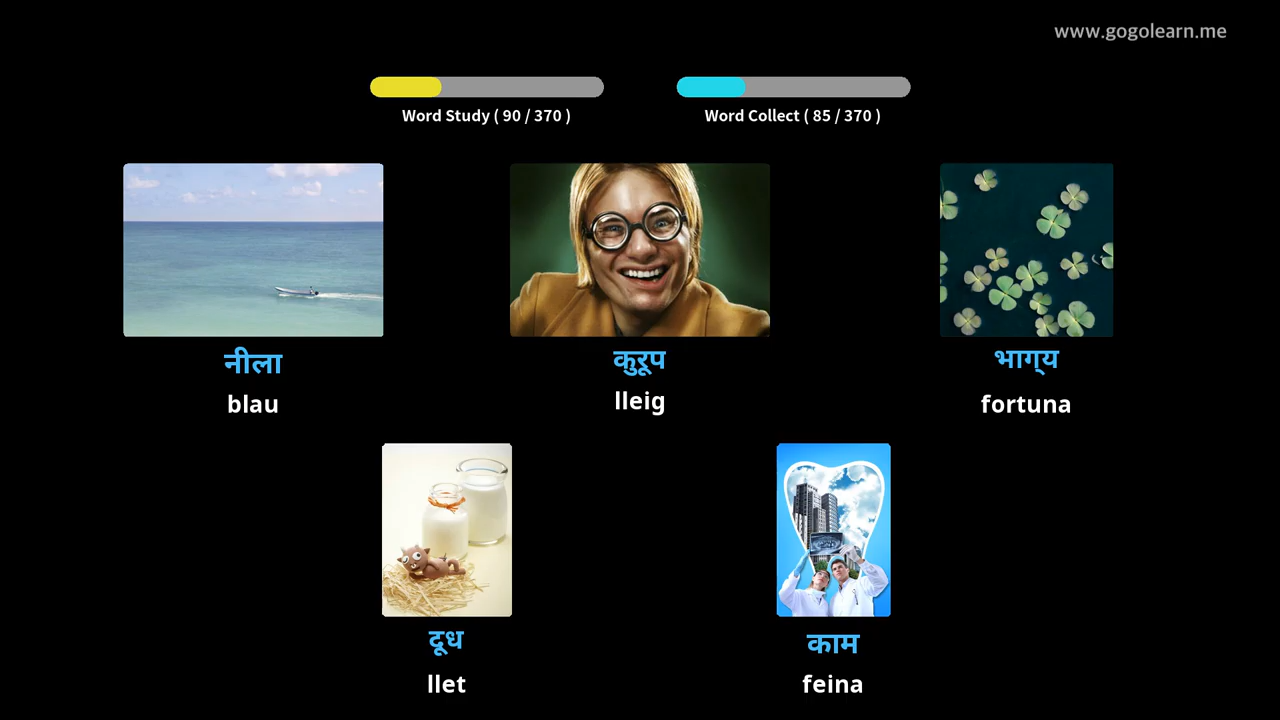 www.gogolearn.me
Word Study ( 90 / 370 )
Word Collect ( 85 / 370 )
नीला
कुरूप
भाग्य
blau
lleig
fortuna
दूध
काम
llet
feina